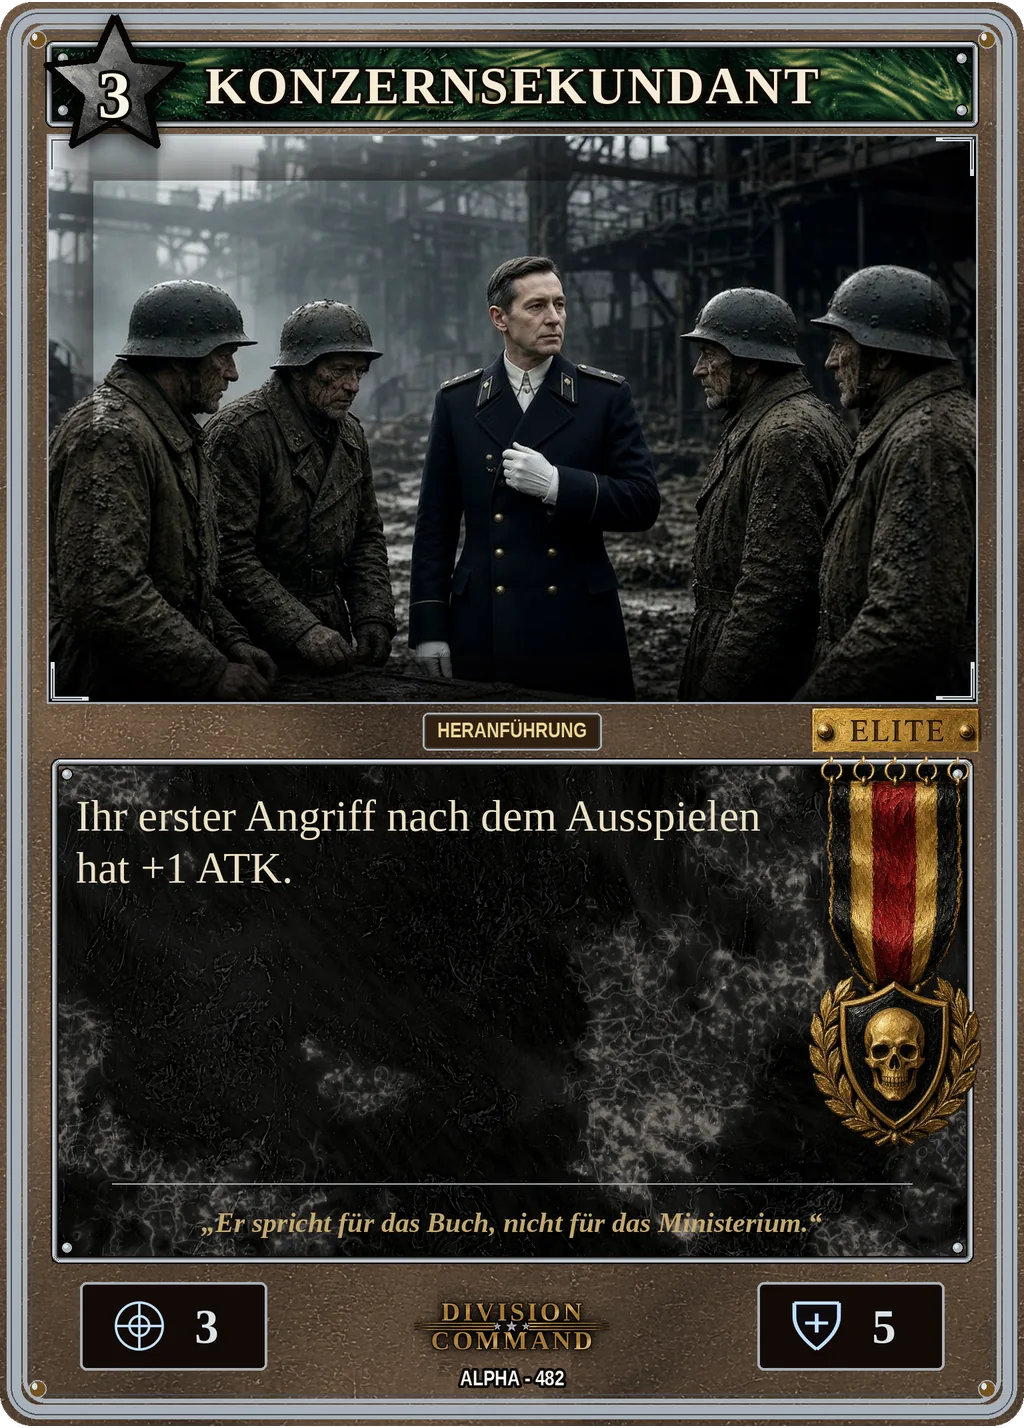 3
KONZERNSEKUNDANT
HERANFÜHRUNG
ELITE
Ihr erster Angriff nach dem Ausspielen
hat +1 ATK.
„Er spricht für das Buch, nicht für das Ministerium.“
3
DIVISION
COMMAND
5
ALPHA - 482